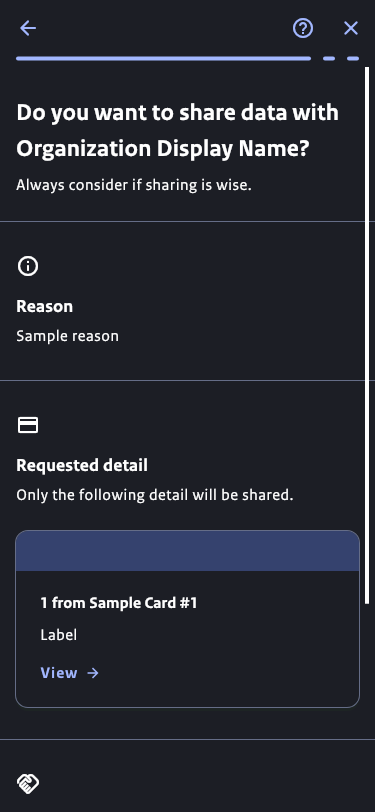 Do you want to share data with
Organization Display Name?
Always consider if sharing is wise.
Reason
Sample reason
Requested detail
Only the following detail will be shared.
1 from Sample Card #1
Label
View